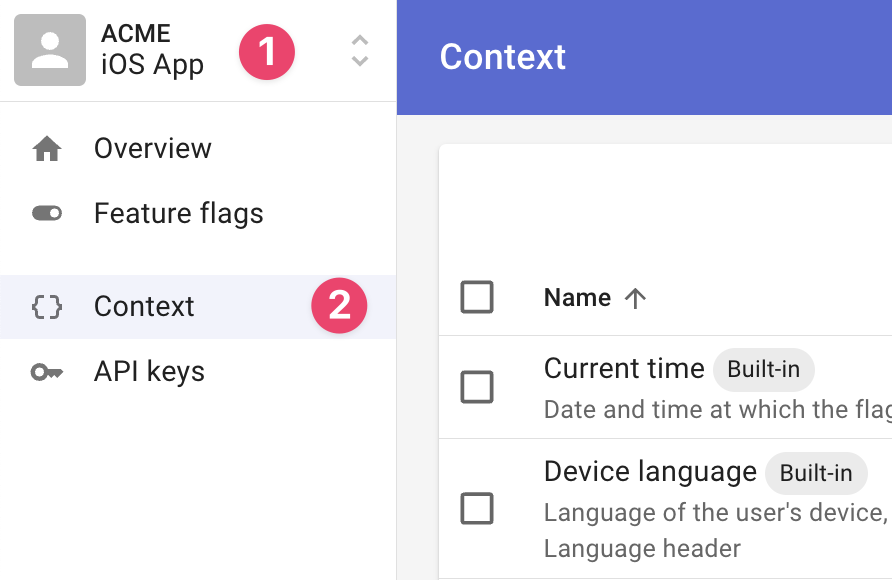 ACME
iOS App
1
Overview
Feature flags
Context
2
API keys
Context
Name
Current time Built-in
Date and time at which the flag
Device language Built-in
Language of the user's device,
Language header